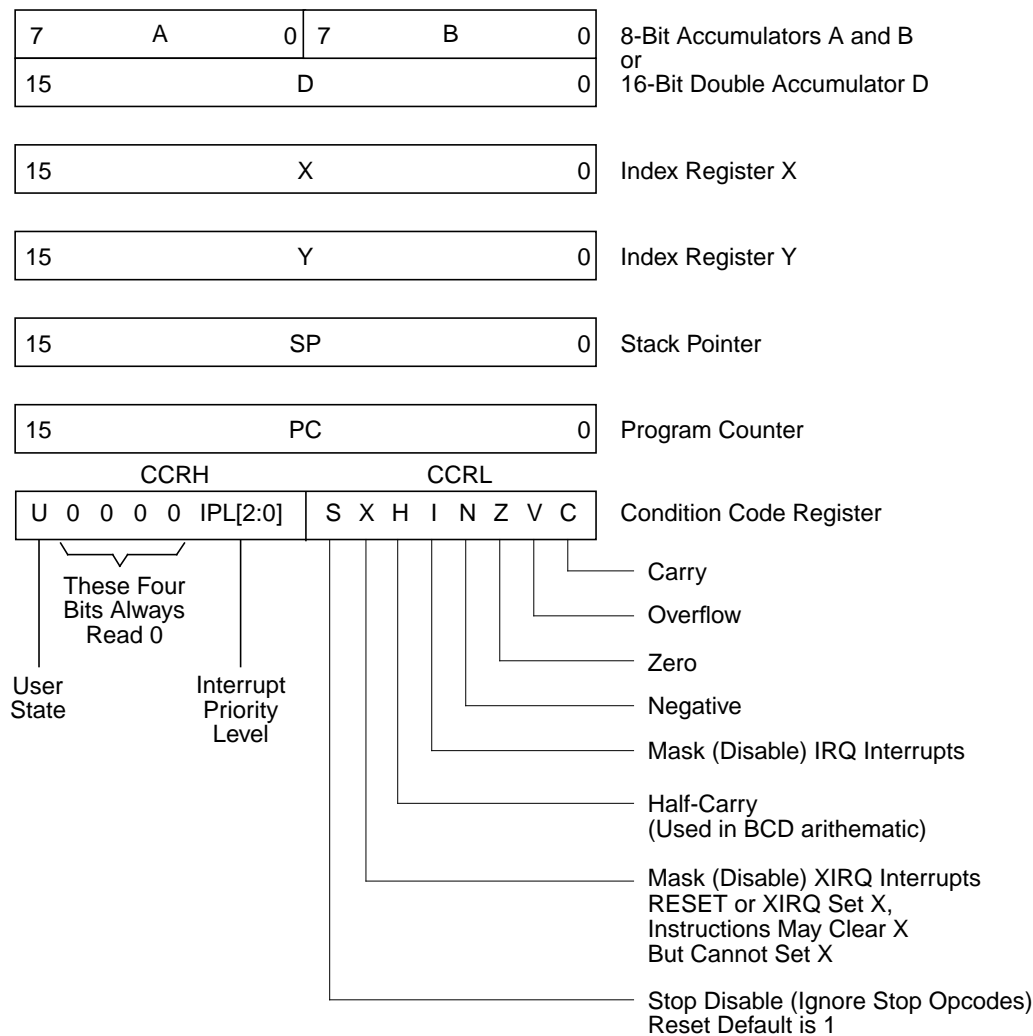 7 A 0 7 B 0 8-Bit Accumulators A and B
or
15 D 0 16-Bit Double Accumulator D
15 X 0 Index Register X
15 Y 0 Index Register Y
15 SP 0 Stack Pointer
15 PC 0 Program Counter
CCRH CCRL
U 0 0 0 0 IPL[2:0] S X H I N Z V C Condition Code Register
These Four
Bits Always
Read 0
User
State
Interrupt
Priority
Level
Carry
Overflow
Zero
Negative
Mask (Disable) IRQ Interrupts
Half-Carry
(Used in BCD arithematic)
Mask (Disable) XIRQ Interrupts
RESET or XIRQ Set X,
Instructions May Clear X
But Cannot Set X
Stop Disable (Ignore Stop Opcodes)
Reset Default is 1